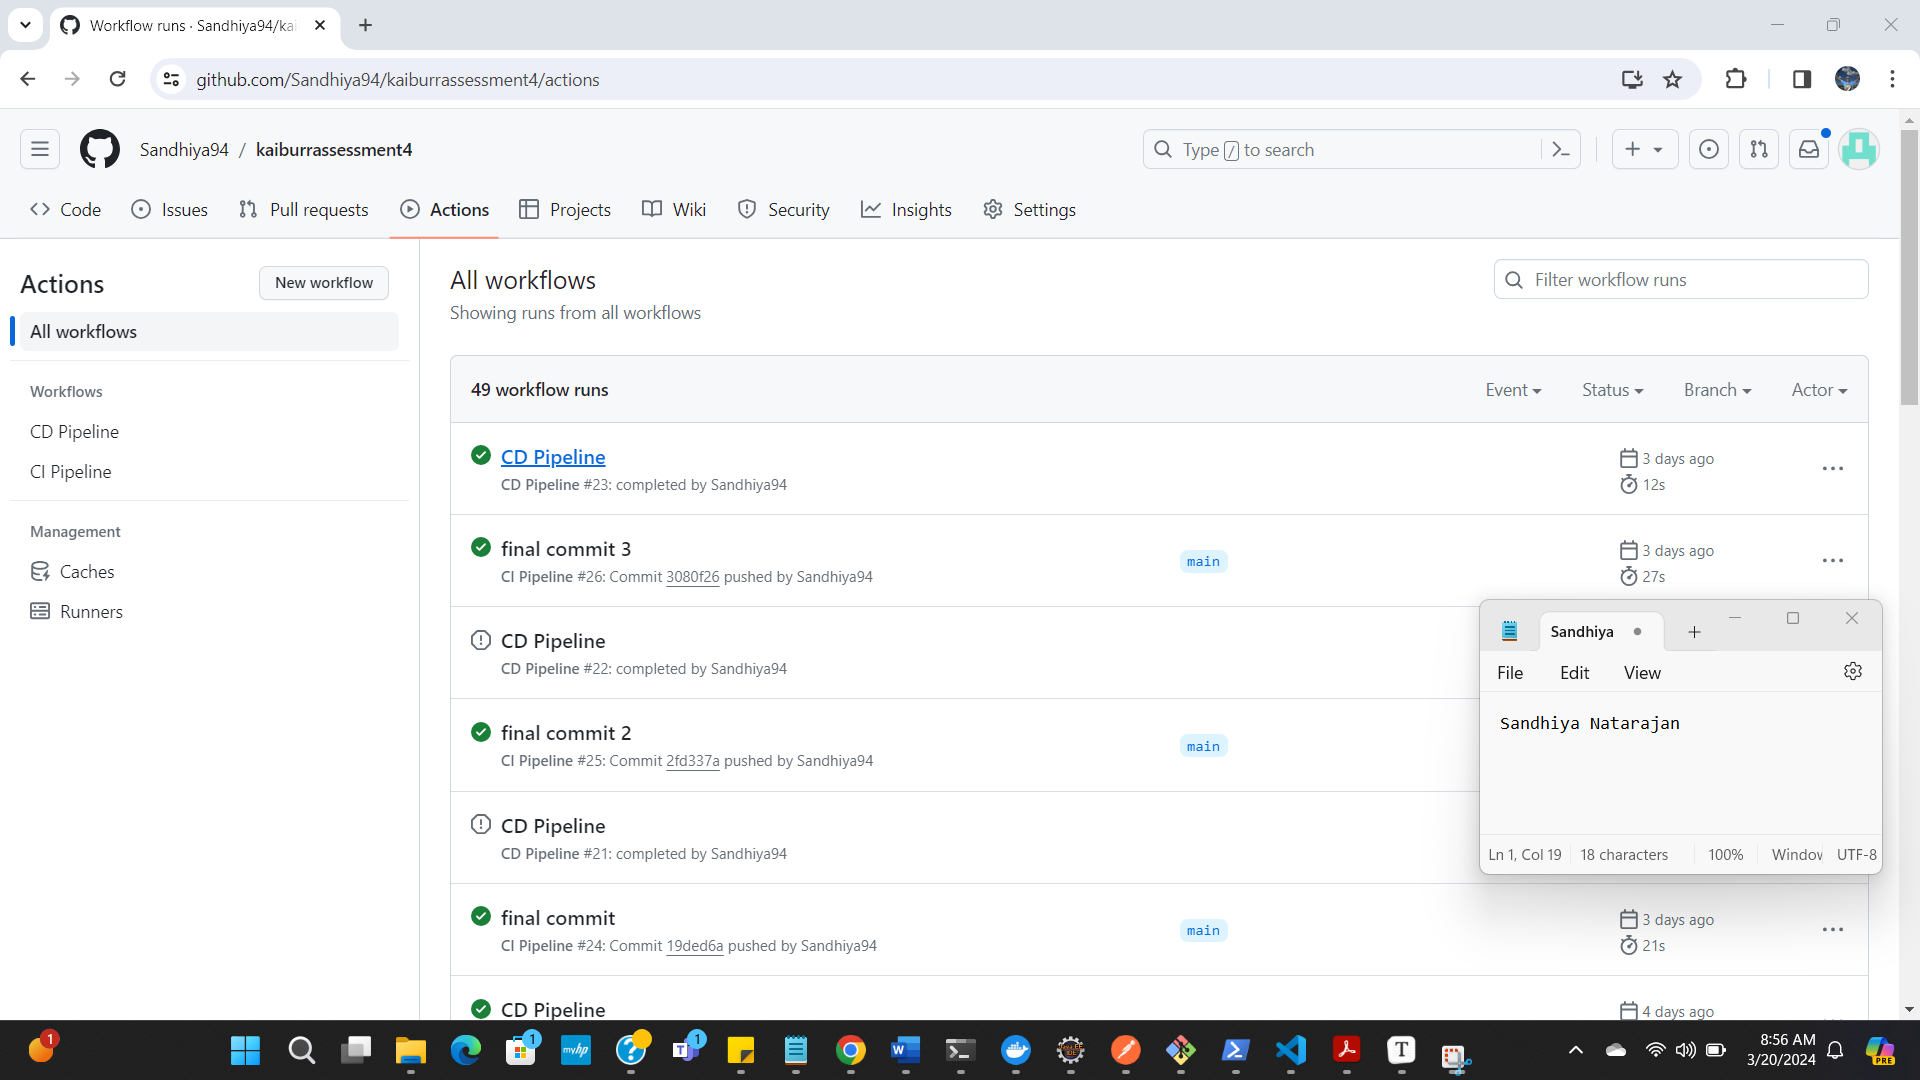 Workflow runs · Sandhiya94/kai
github.com/Sandhiya94/kaiburrassessment4/actions
Sandhiya94 / kaiburrassessment4
Type / to search
Code Issues Pull requests Actions Projects Wiki Security Insights Settings
Actions
New workflow
All workflows
Workflows
CD Pipeline
CI Pipeline
Management
Caches
Runners
All workflows
Showing runs from all workflows
Filter workflow runs
49 workflow runs
Event Status Branch Actor
CD Pipeline
CD Pipeline #23: completed by Sandhiya94
3 days ago
12s
final commit 3
CI Pipeline #26: Commit 3080f26 pushed by Sandhiya94
main
3 days ago
27s
CD Pipeline
CD Pipeline #22: completed by Sandhiya94
final commit 2
CI Pipeline #25: Commit 2fd337a pushed by Sandhiya94
main
CD Pipeline
CD Pipeline #21: completed by Sandhiya94
final commit
CI Pipeline #24: Commit 19ded6a pushed by Sandhiya94
main
3 days ago
21s
CD Pipeline
4 days ago
Sandhiya
File Edit View
Sandhiya Natarajan
Ln 1, Col 19 18 characters 100% Window UTF-8
1
1
myhp
1
8:56 AM
3/20/2024
PRE